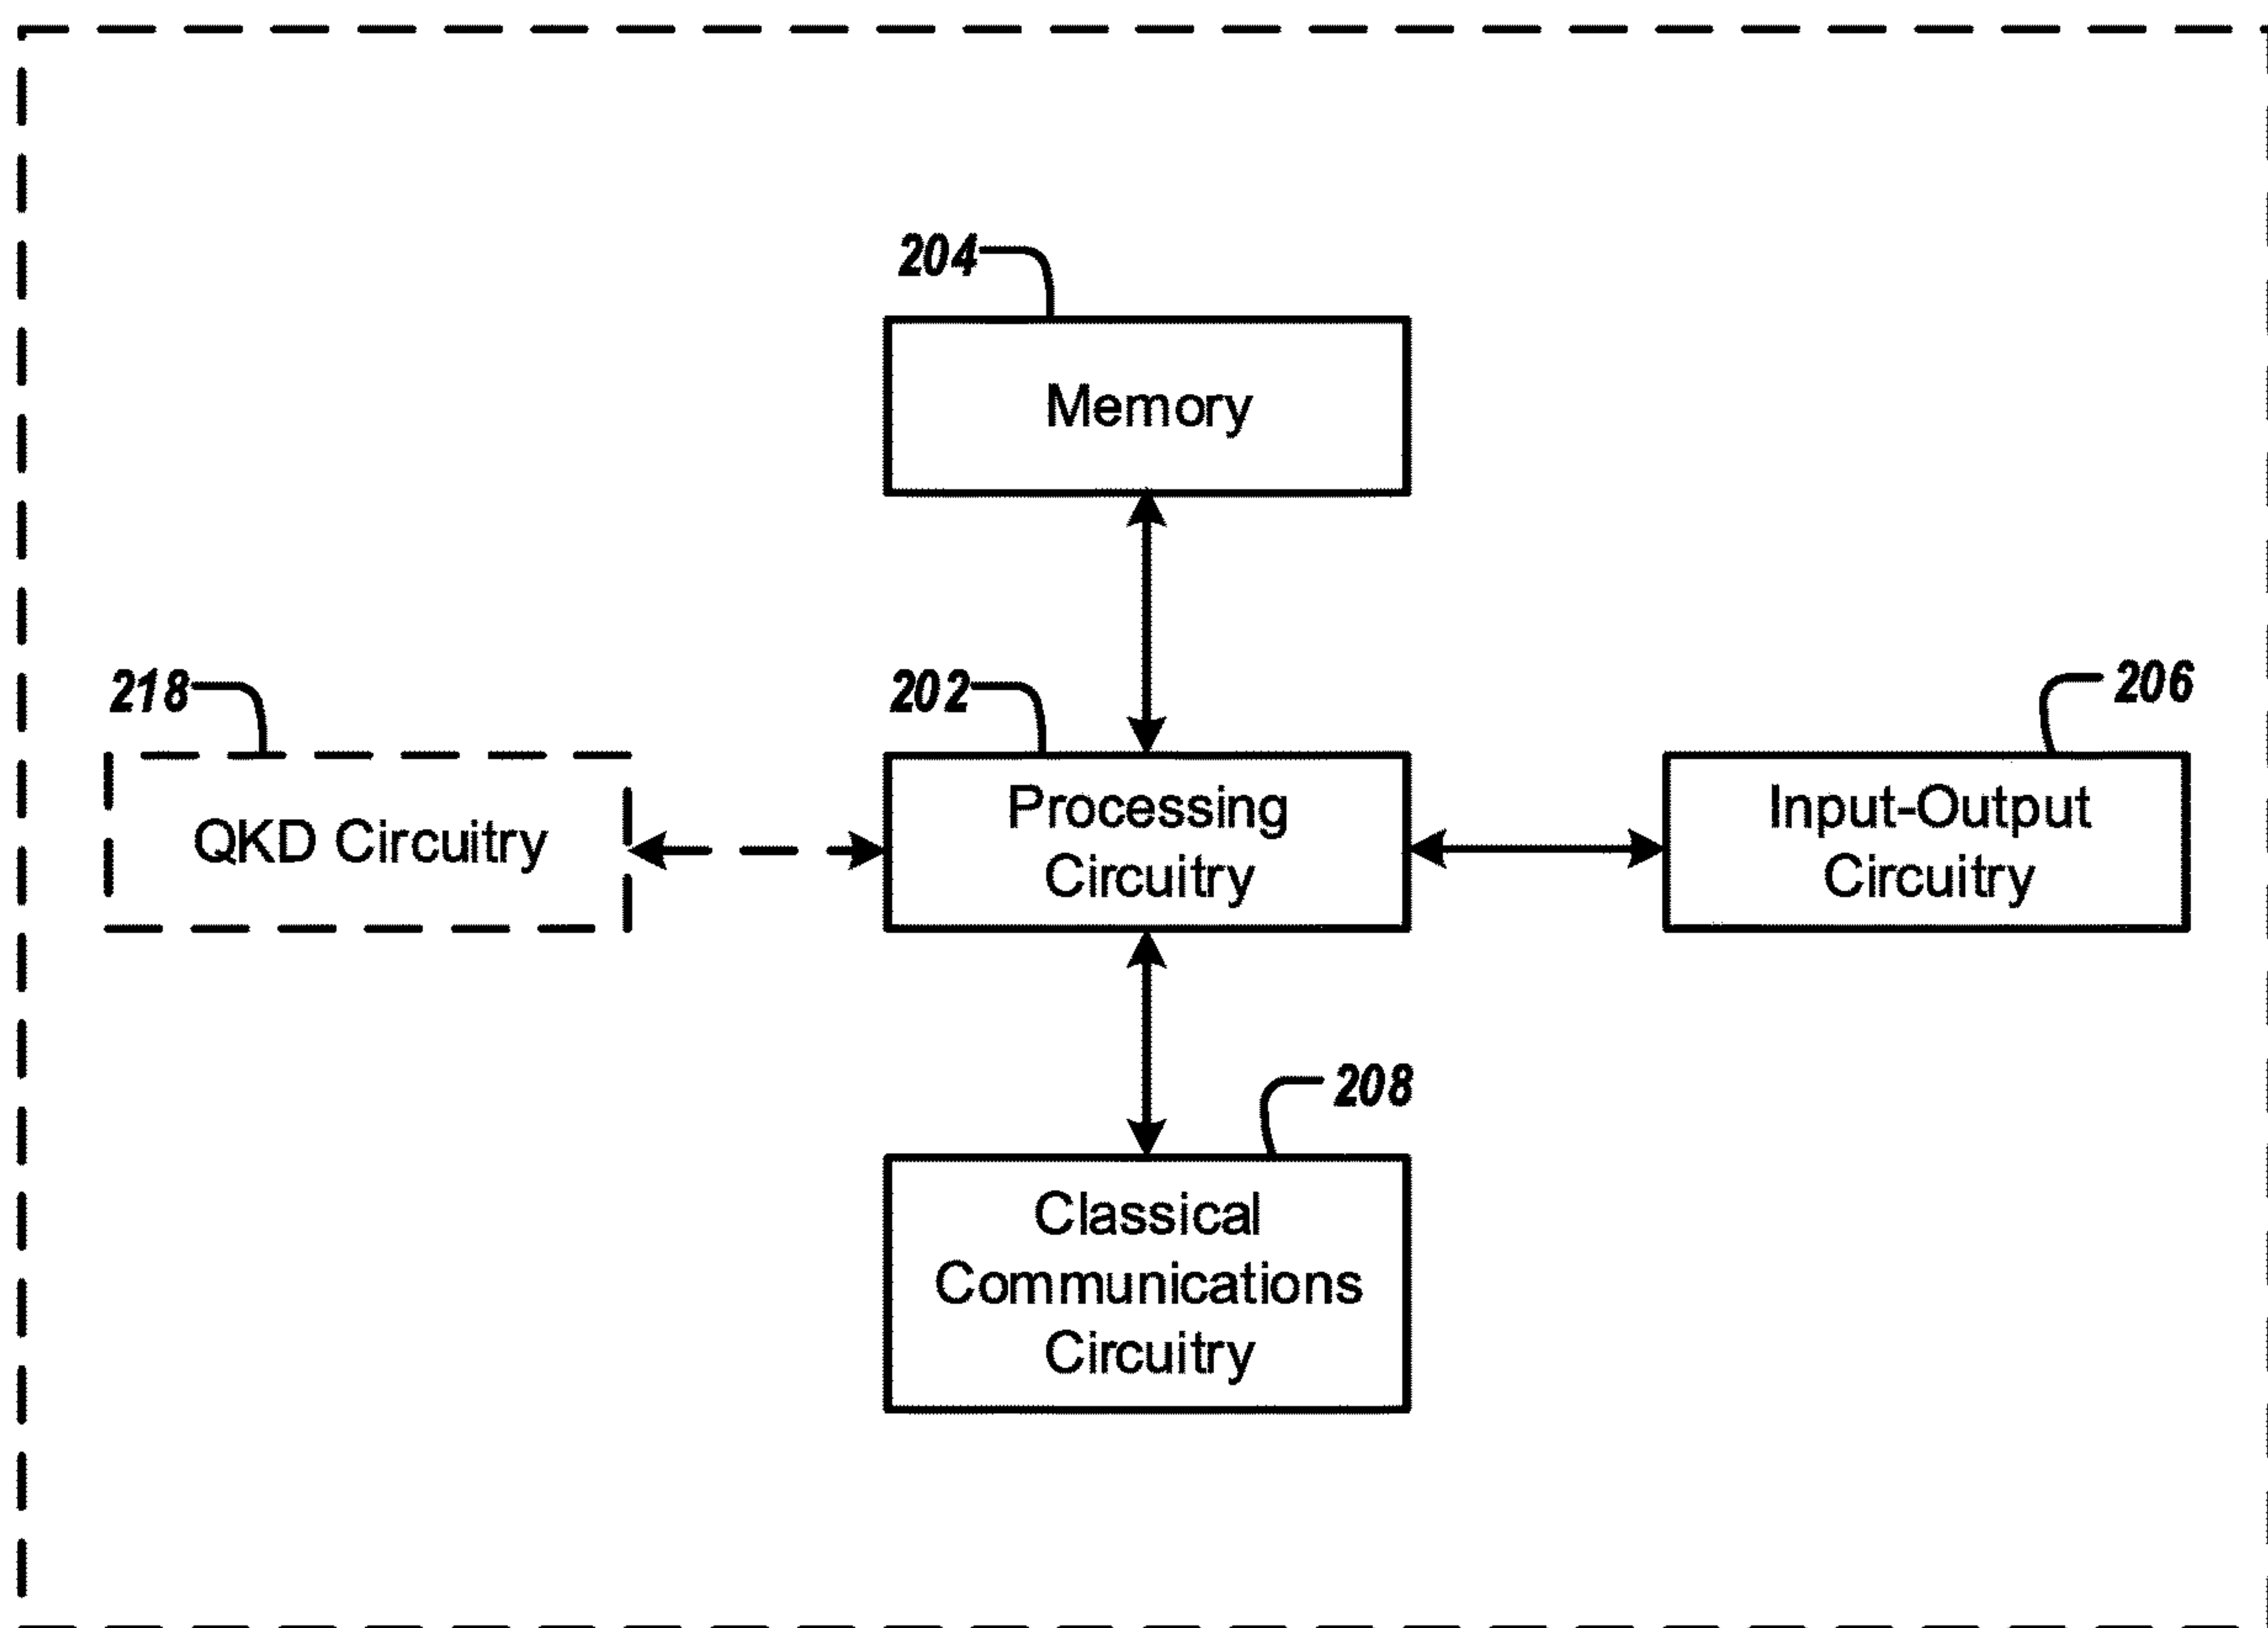 204
Memory
218
202
206
QKD Circuitry
Processing
Circuitry
Input-Output
Circuitry
208
Classical
Communications
Circuitry